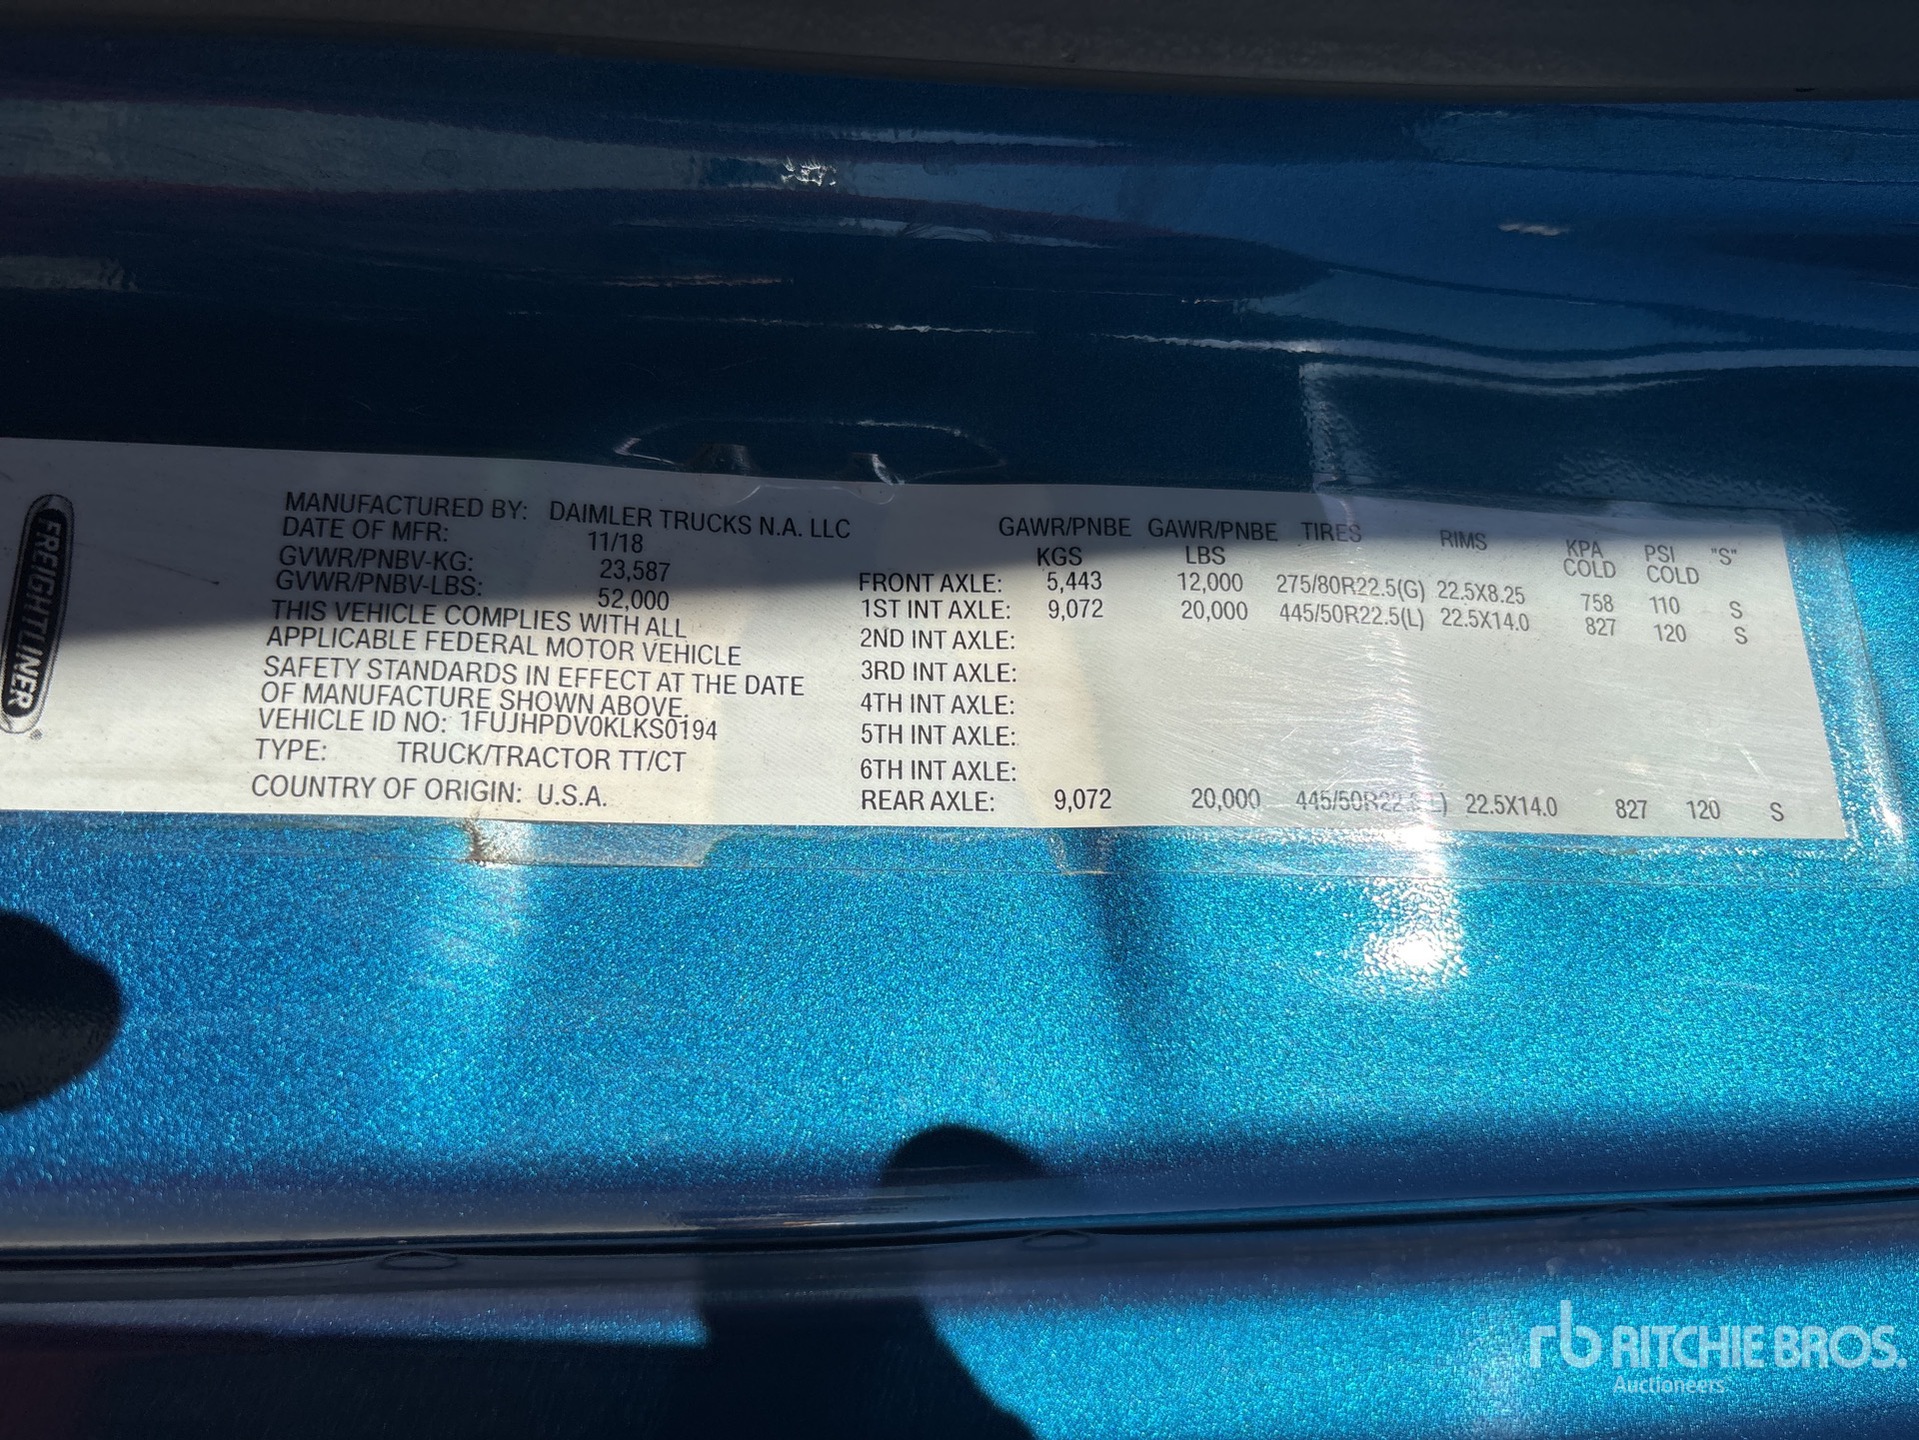 FREIGHTLINER
MANUFACTURED BY: DAIMLER TRUCKS N.A. LLC
DATE OF MFR: 11/18
GVWR/PNBV-KG: 23,587
GVWR/PNBV-LBS: 52,000
THIS VEHICLE COMPLIES WITH ALL
APPLICABLE FEDERAL MOTOR VEHICLE
SAFETY STANDARDS IN EFFECT AT THE DATE
OF MANUFACTURE SHOWN ABOVE.
VEHICLE ID NO: 1FUJHPDV0KLKS0194
TYPE: TRUCK/TRACTOR TT/CT
COUNTRY OF ORIGIN: U.S.A.
GAWR/PNBE GAWR/PNBE TIRES RIMS KPA PSI "S"
KGS LBS COLD COLD
FRONT AXLE: 5,443 12,000 275/80R22.5(G) 22.5X8.25 758 110 S
1ST INT AXLE: 9,072 20,000 445/50R22.5(L) 22.5X14.0 827 120 S
2ND INT AXLE:
3RD INT AXLE:
4TH INT AXLE:
5TH INT AXLE:
6TH INT AXLE:
REAR AXLE: 9,072 20,000 445/50R22.5(L) 22.5X14.0 827 120 S
rb RITCHIE BROS.
Auctioneers